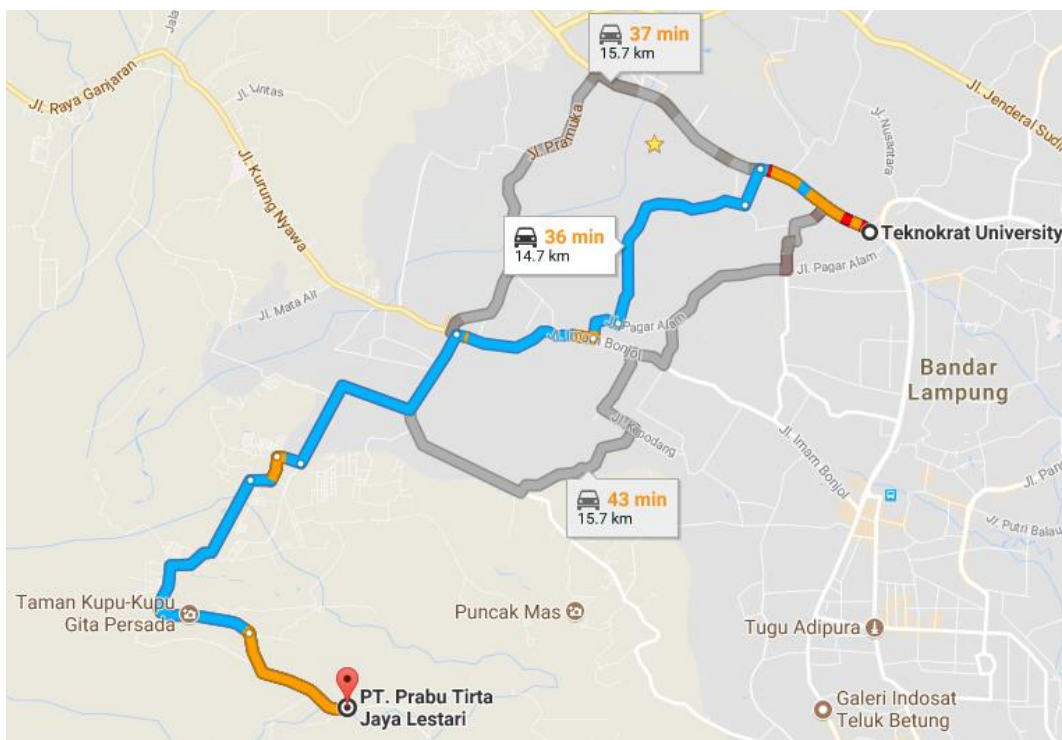 37 min
15.7 km
Jl. Raya Ganjaran
Jl. Untas
Jl. Pramuka
Jl. Jenderal Sudir
Jl. Nusantara
Jl. Kurung Nyawa
36 min
14.7 km
Teknokrat University
Jl. Pagar Alam
Jl. Mata Air
Jl. Pagar Alam
Jl. Imam Bonjol
Bandar
Lampung
Jl. Kepodang
Jl. Imam Bonjol
43 min
15.7 km
Jl. Putri Balau
Taman Kupu-Kupu
Gita Persada
Puncak Mas
Tugu Adipura
PT. Prabu Tirta
Jaya Lestari
Galeri Indosat
Teluk Betung